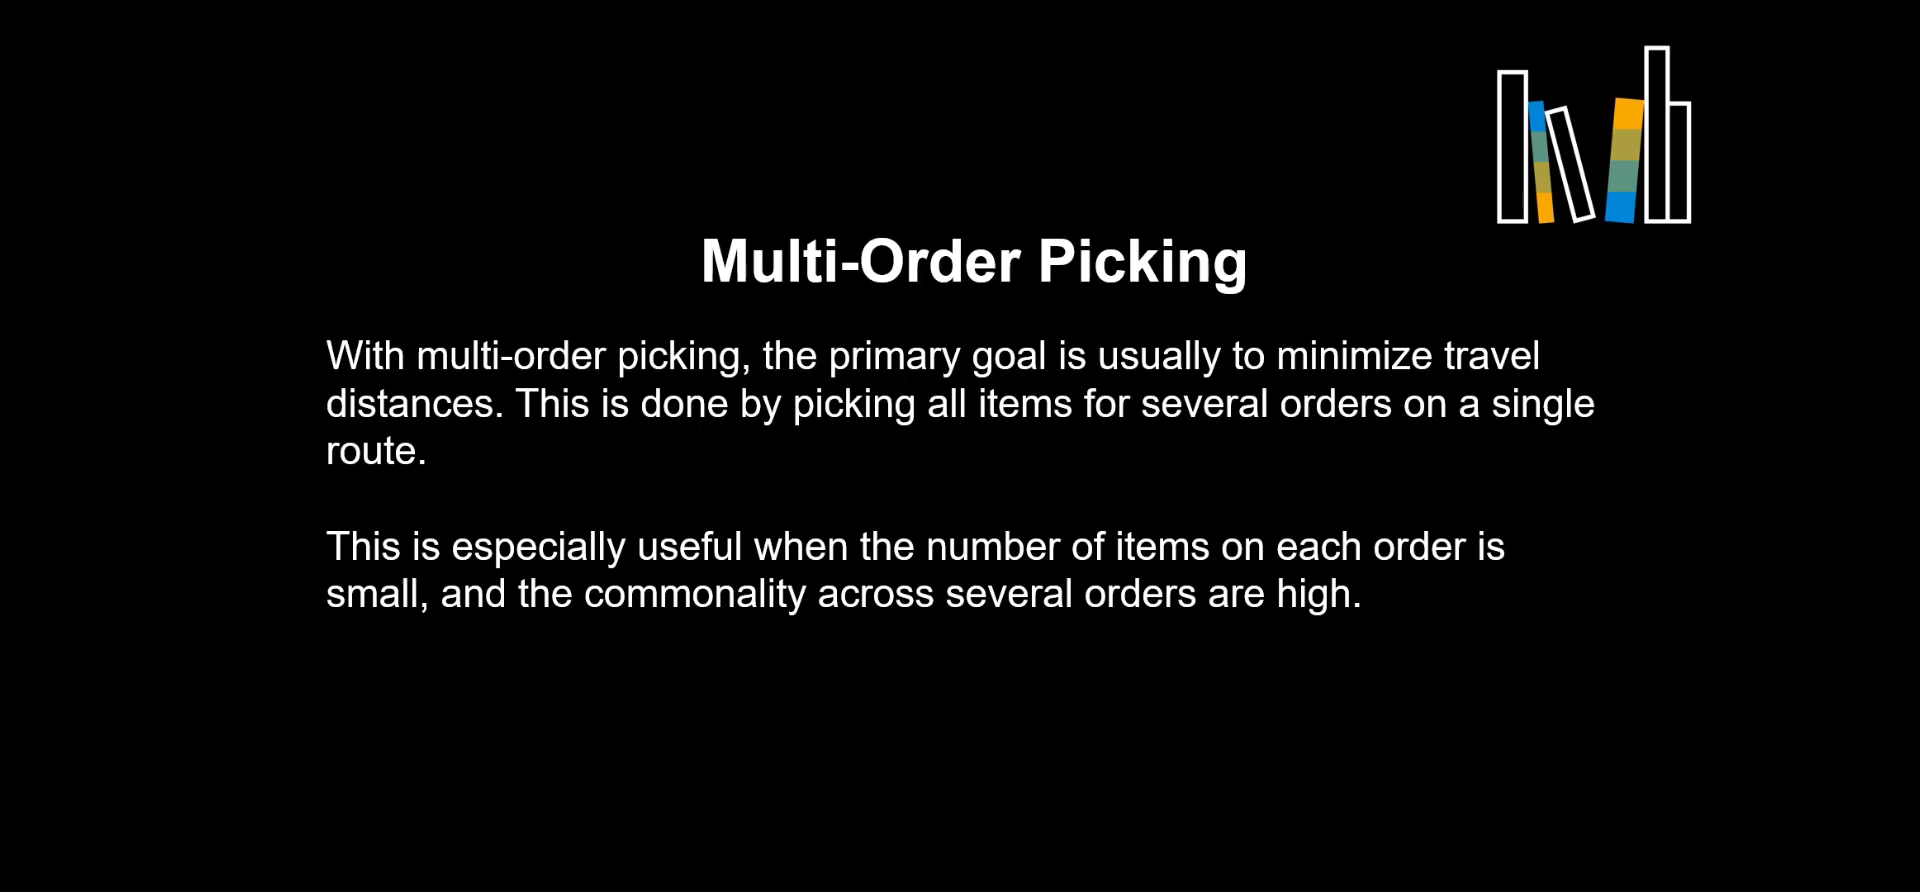 Multi-Order Picking
With multi-order picking, the primary goal is usually to minimize travel
distances. This is done by picking all items for several orders on a single
route.
This is especially useful when the number of items on each order is
small, and the commonality across several orders are high.